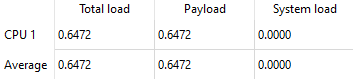 Total load Payload System load
CPU 1 0.6472 0.6472 0.0000
Average 0.6472 0.6472 0.0000